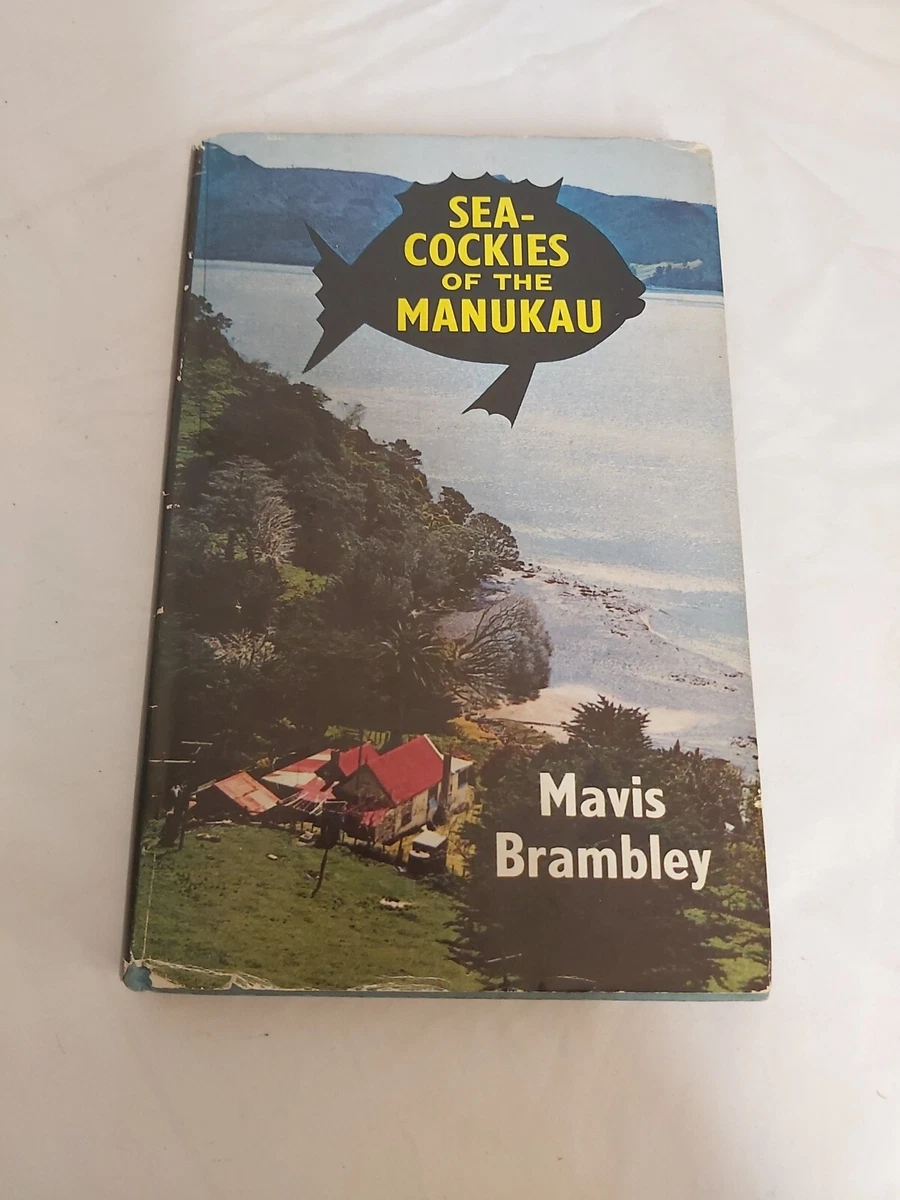 SEA-
COCKIES
OF THE
MANUKAU
Mavis
Brambley